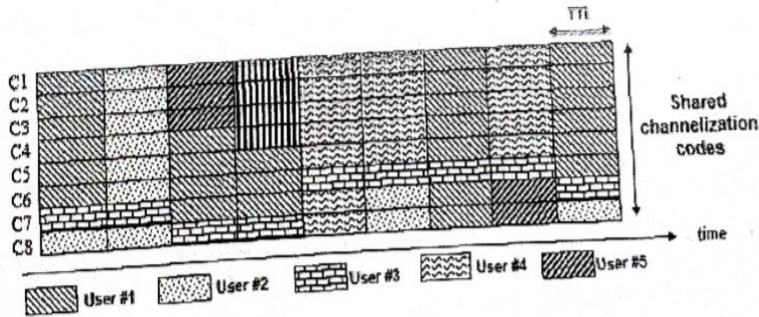 TTI
C1
C2
C3
C4
C5
C6
C7
C8
Shared
channelization
codes
time
User #1
User #2
User #3
User #4
User #5